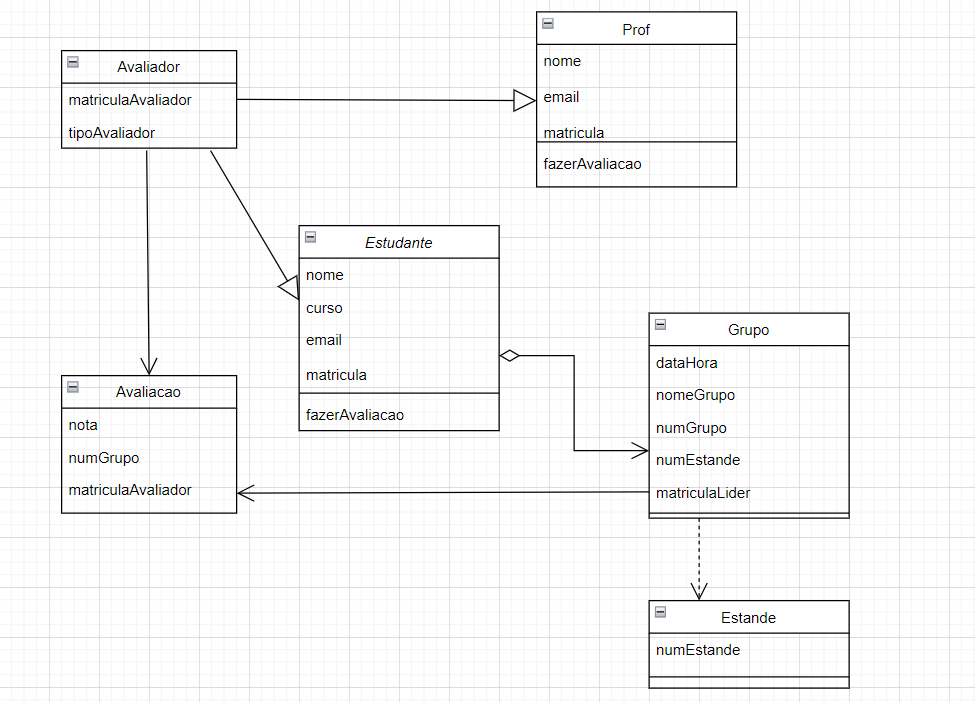 Prof
nome
email
matricula
fazerAvaliacao
Avaliador
matriculaAvaliador
tipoAvaliador
Estudante
nome
curso
email
matricula
fazerAvaliacao
Grupo
dataHora
nomeGrupo
numGrupo
numEstande
matriculaLider
Avaliacao
nota
numGrupo
matriculaAvaliador
Estande
numEstande